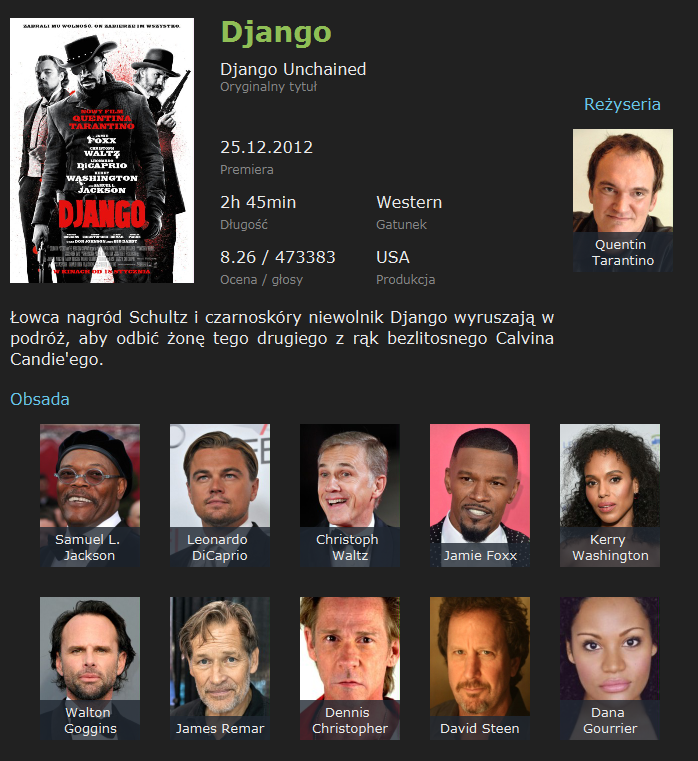 ZABRALI MU WOLNOŚĆ. ON ZABIERZE IM WSZYSTKO.
NOWY FILM
QUENTINA
TARANTINO
JAMIE
FOXX
CHRISTOPH
WALTZ
LEONARDO
DiCAPRIO
KERRY
WASHINGTON
SAMUEL L.
JACKSON
DJANGO
W KINACH OD 18 STYCZNIA
Django
Django Unchained
Oryginalny tytuł
25.12.2012
Premiera
2h 45min
Western
Długość
Gatunek
8.26 / 473383
USA
Ocena / głosy
Produkcja
Reżyseria
Quentin
Tarantino
Łowca nagród Schultz i czarnoskóry niewolnik Django wyruszają w
podróż, aby odbić żonę tego drugiego z rąk bezlitosnego Calvina
Candie'ego.
Obsada
Samuel L.
Jackson
Leonardo
DiCaprio
Christoph
Waltz
Jamie Foxx
Kerry
Washington
Walton
Goggins
James Remar
Dennis
Christopher
David Steen
Dana
Gourrier